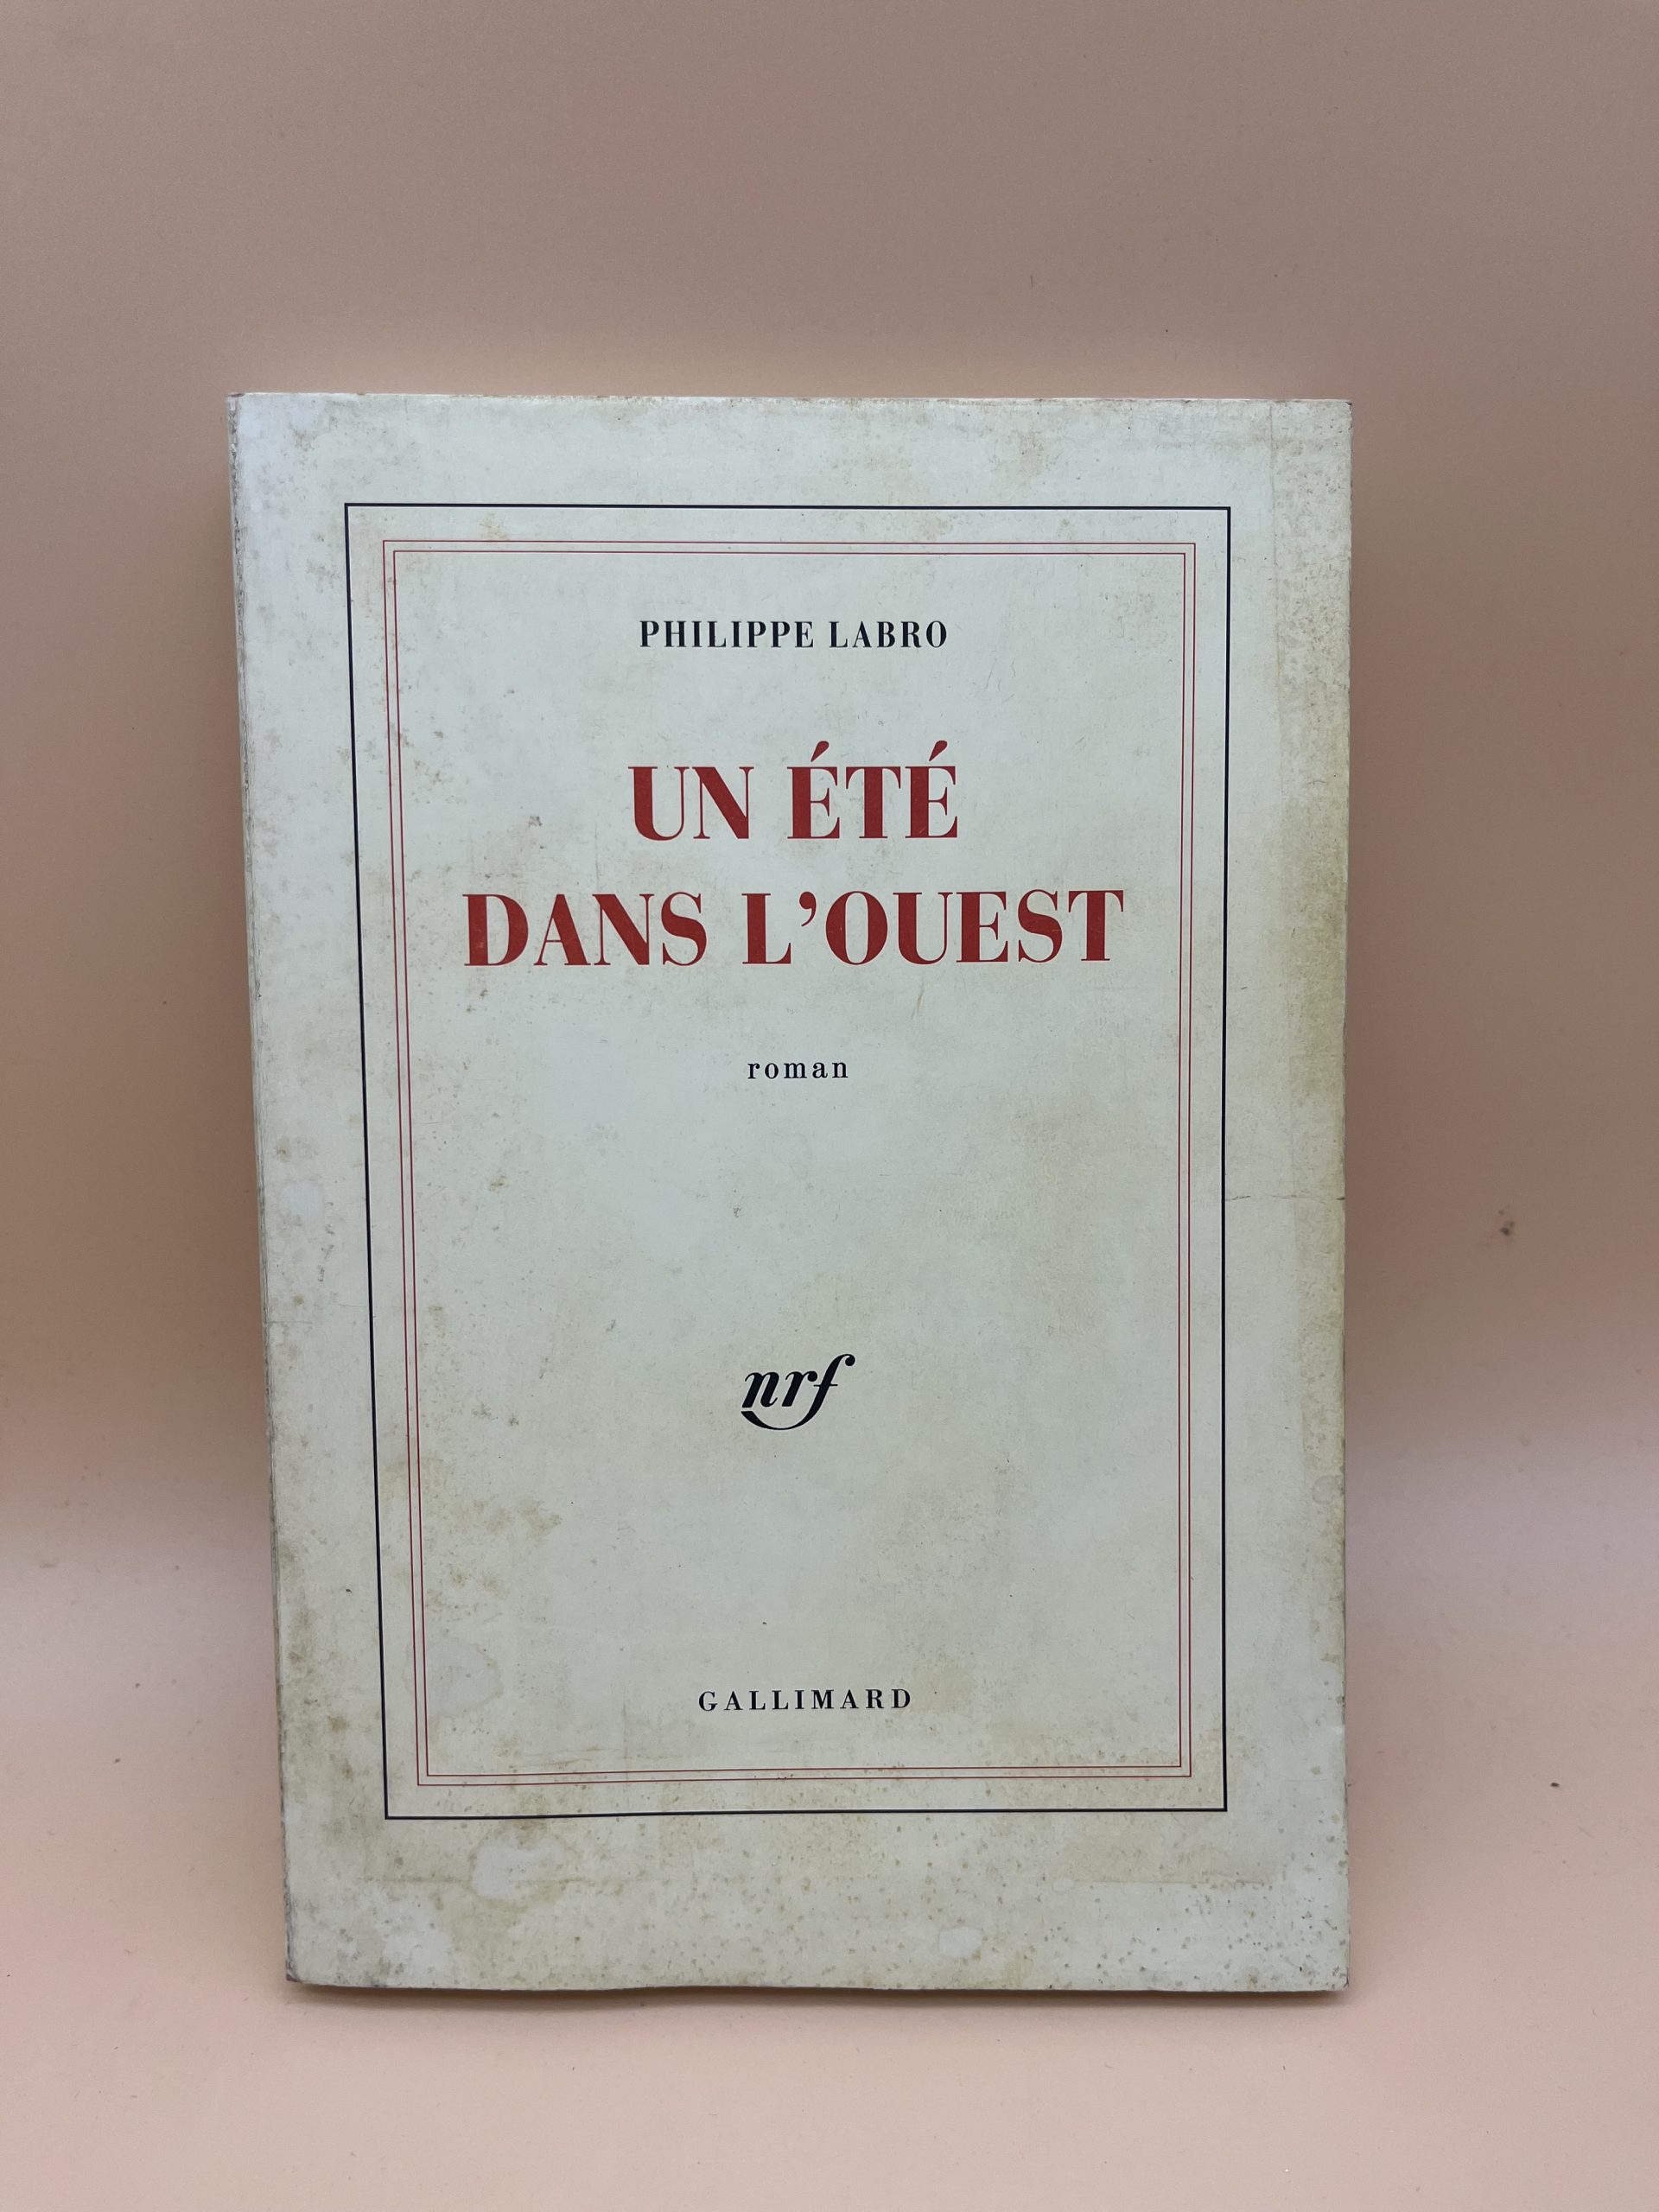 PHILIPPE LABRO
UN ÉTÉ
DANS L'OUEST
roman
nrf
GALLIMARD